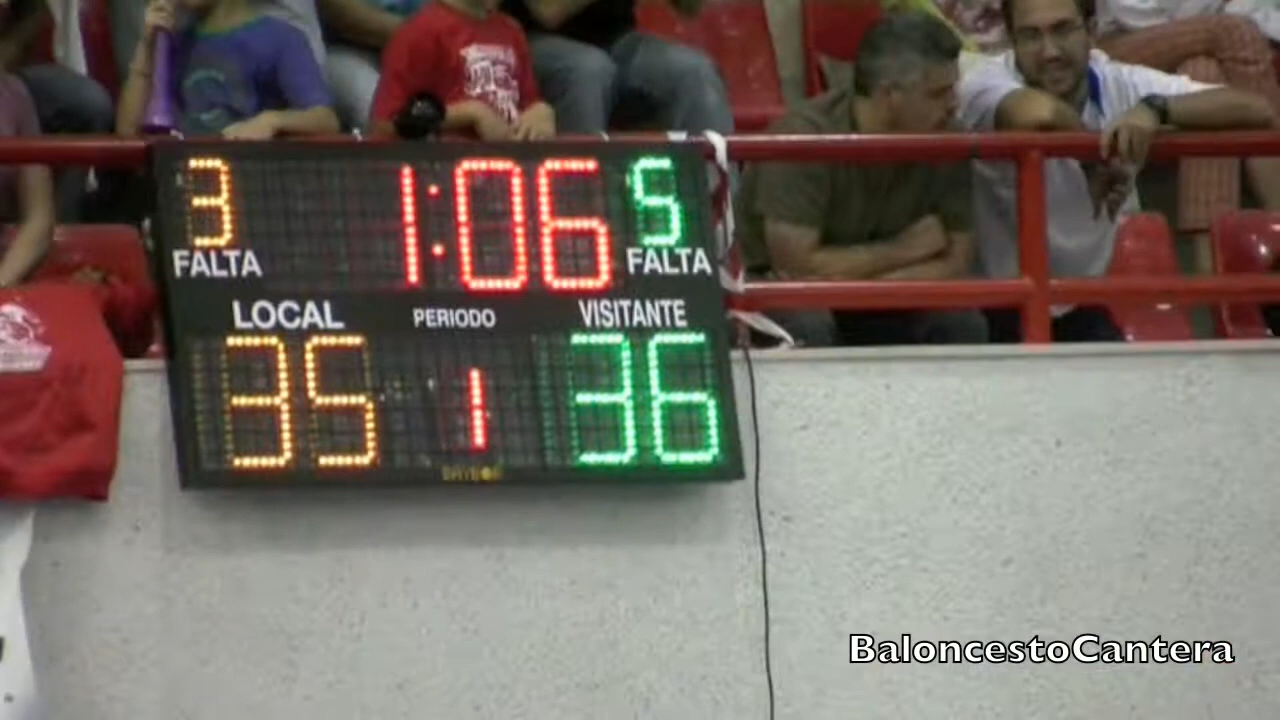 3 1:06 5
FALTA FALTA
LOCAL PERIODO VISITANTE
35 1 36
BaloncestoCantera